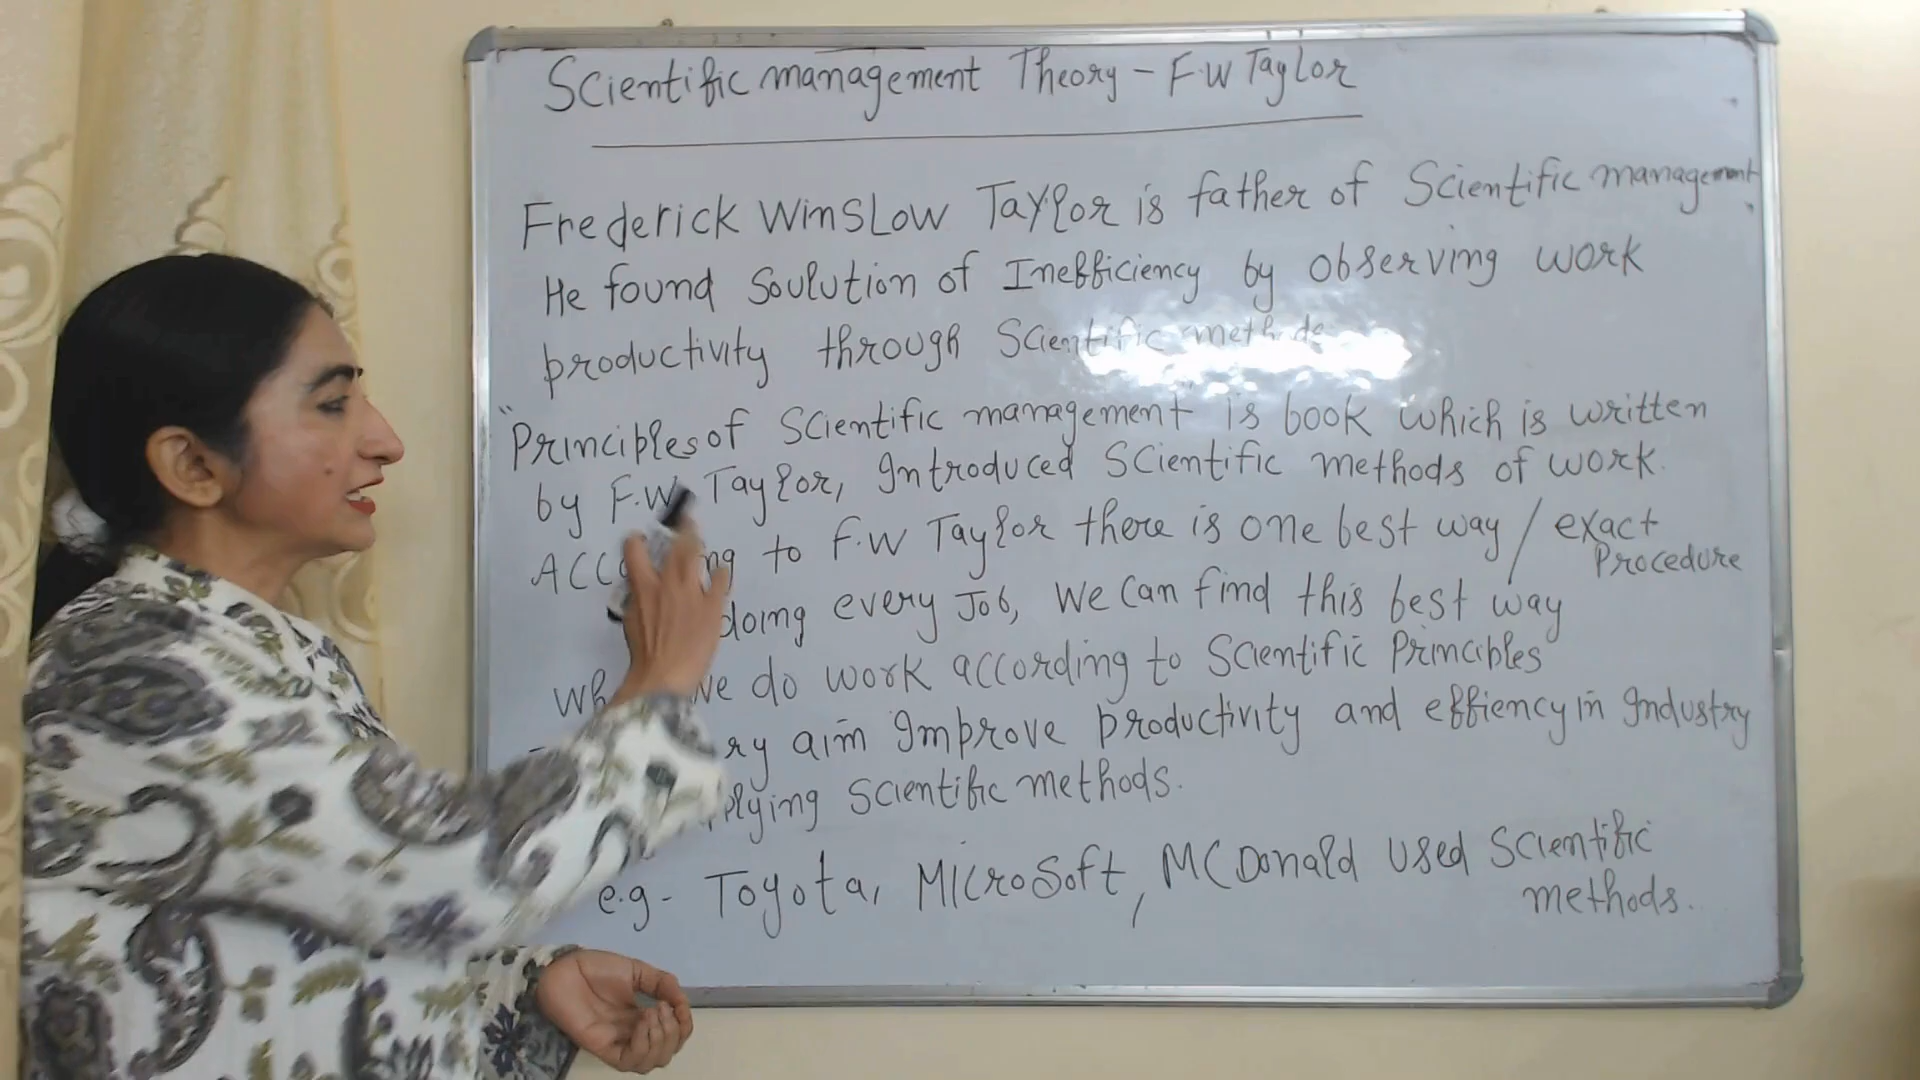 Scientific management Theory - F.W Taylor
Frederick WinSLow Taylor is father of Scientific management
He found Soulution of Inefficiency by observing work
productivity through Scientific methods
"Principles of Scientific management" is book which is written
by F.W Taylor, Introduced Scientific methods of work.
to F.W Taylor there is one best way / exact
Procedure
doing every Job, we can find this best way
we do work according to Scientific Principles
aim Improve productivity and effiency in Industry
Scientific methods.
e.g - Toyota, MicroSoft, McDonald used Scientific
methods.